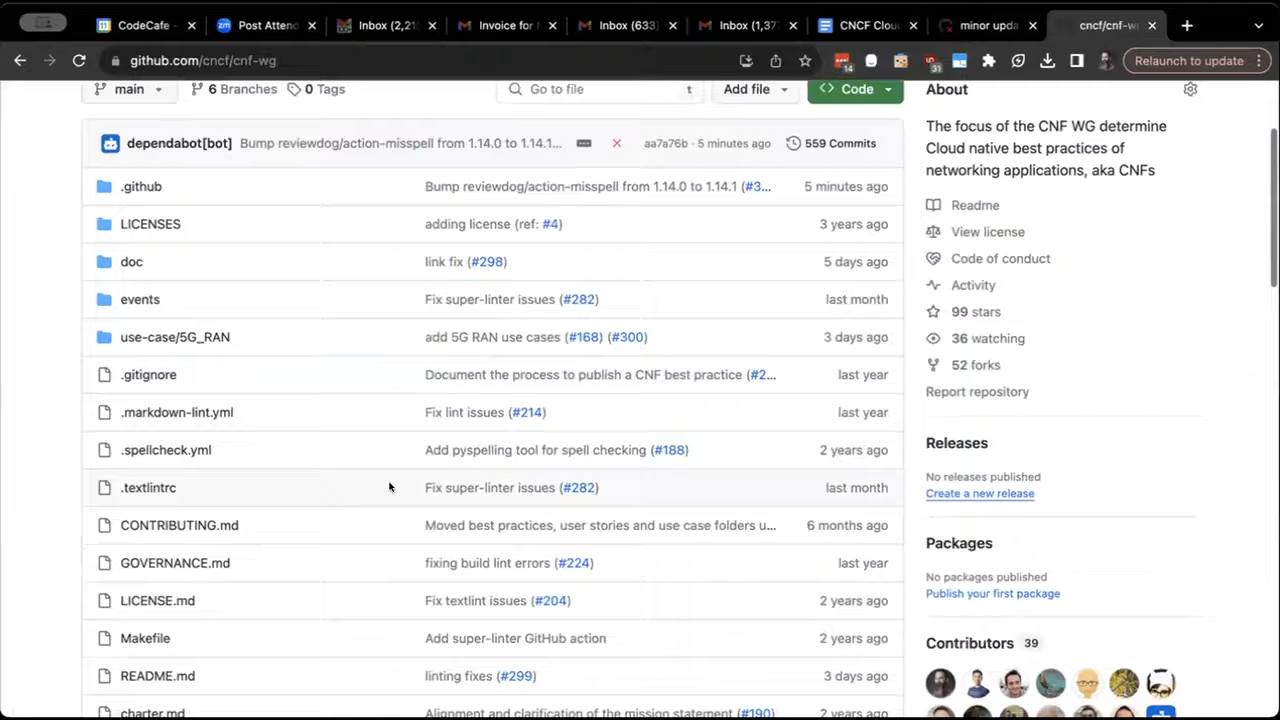 CodeCafe
Post Attend
Inbox (2,21
Invoice for
Inbox (633)
Inbox (1,37
CNCF Clou
minor upda
cncf/cnf-w
github.com/cncf/cnf-wg
14
31
Relaunch to update
main
6 Branches
0 Tags
Go to file
t
Add file
Code
dependabot[bot] Bump reviewdog/action-misspell from 1.14.0 to 1.14.1... aa7a76b · 5 minutes ago 559 Commits
.github Bump reviewdog/action-misspell from 1.14.0 to 1.14.1 (#3... 5 minutes ago
LICENSES adding license (ref: #4) 3 years ago
doc link fix (#298) 5 days ago
events Fix super-linter issues (#282) last month
use-case/5G_RAN add 5G RAN use cases (#168) (#300) 3 days ago
.gitignore Document the process to publish a CNF best practice (#2... last year
.markdown-lint.yml Fix lint issues (#214) last year
.spellcheck.yml Add pyspelling tool for spell checking (#188) 2 years ago
.textlintrc Fix super-linter issues (#282) last month
CONTRIBUTING.md Moved best practices, user stories and use case folders u... 6 months ago
GOVERNANCE.md fixing build lint errors (#224) last year
LICENSE.md Fix textlint issues (#204) 2 years ago
Makefile Add super-linter GitHub action 2 years ago
README.md linting fixes (#299) 3 days ago
charter.md Alignment and clarification of the mission statement (#190) 2 years ago
About
The focus of the CNF WG determine
Cloud native best practices of
networking applications, aka CNFs
Readme
View license
Code of conduct
Activity
99 stars
36 watching
52 forks
Report repository
Releases
No releases published
Create a new release
Packages
No packages published
Publish your first package
Contributors 39